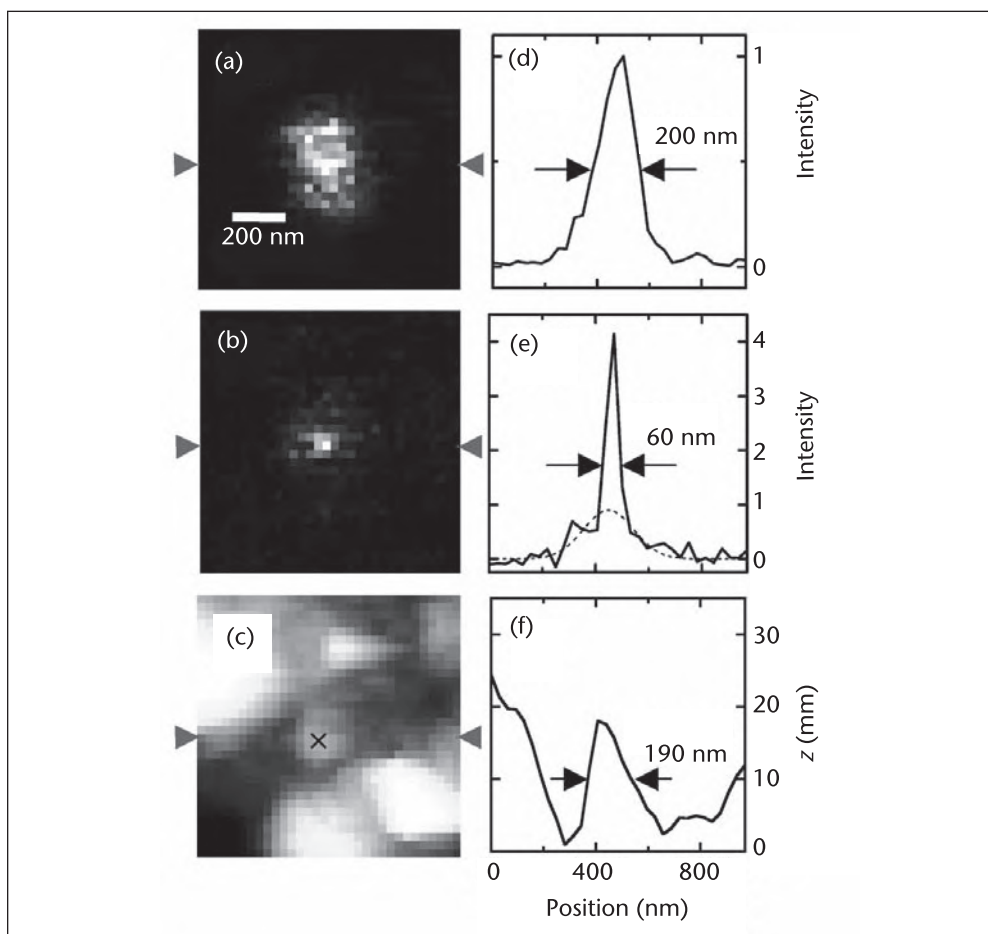 (a)
200 nm
(d)
200 nm
1
0
Intensity
(b)
(e)
60 nm
4
3
2
1
0
Intensity
(c)
(f)
190 nm
30
20
10
0
z (mm)
0
400
800
Position (nm)